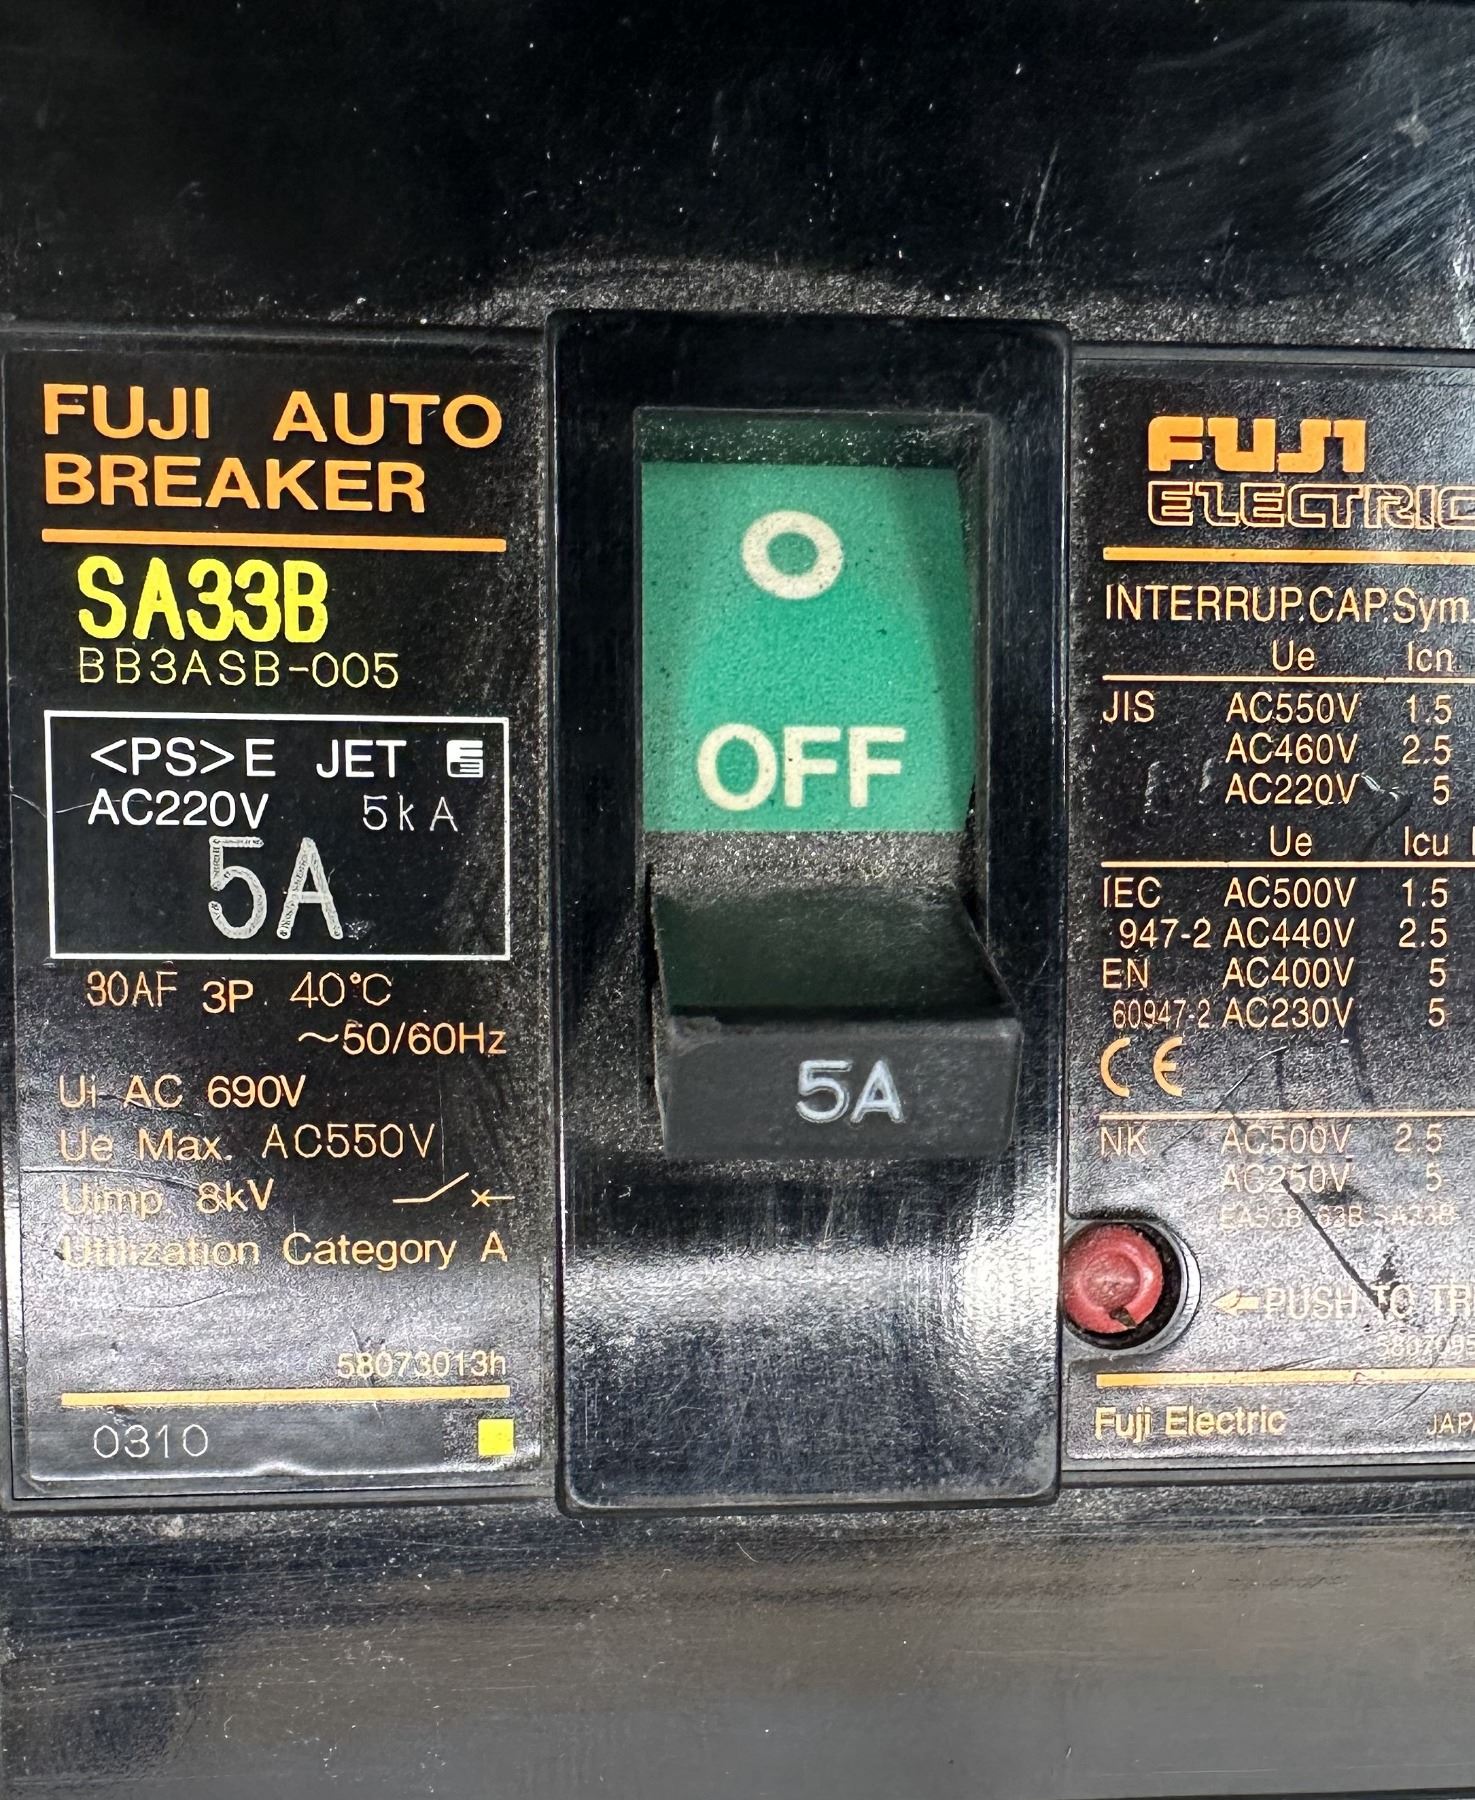 FUJI AUTO
BREAKER
SA33B
BB3ASB-005
<PS>E JET
AC220V 5kA
5A
30AF 3P 40°C
~50/60Hz
Ui AC 690V
Ue Max. AC550V
Uimp 8kV
Utilization Category A
58073013h
0310
O
OFF
5A
FUJI
ELECTRIC
INTERRUP.CAP.Sym.
Ue Icn
JIS AC550V 1.5
AC460V 2.5
AC220V 5
Ue Icu
IEC AC500V 1.5
947-2 AC440V 2.5
EN AC400V 5
60947-2 AC230V 5
CE
NK AC500V 2.5
AC250V 5
SA33B
PUSH TO
Fuji Electric